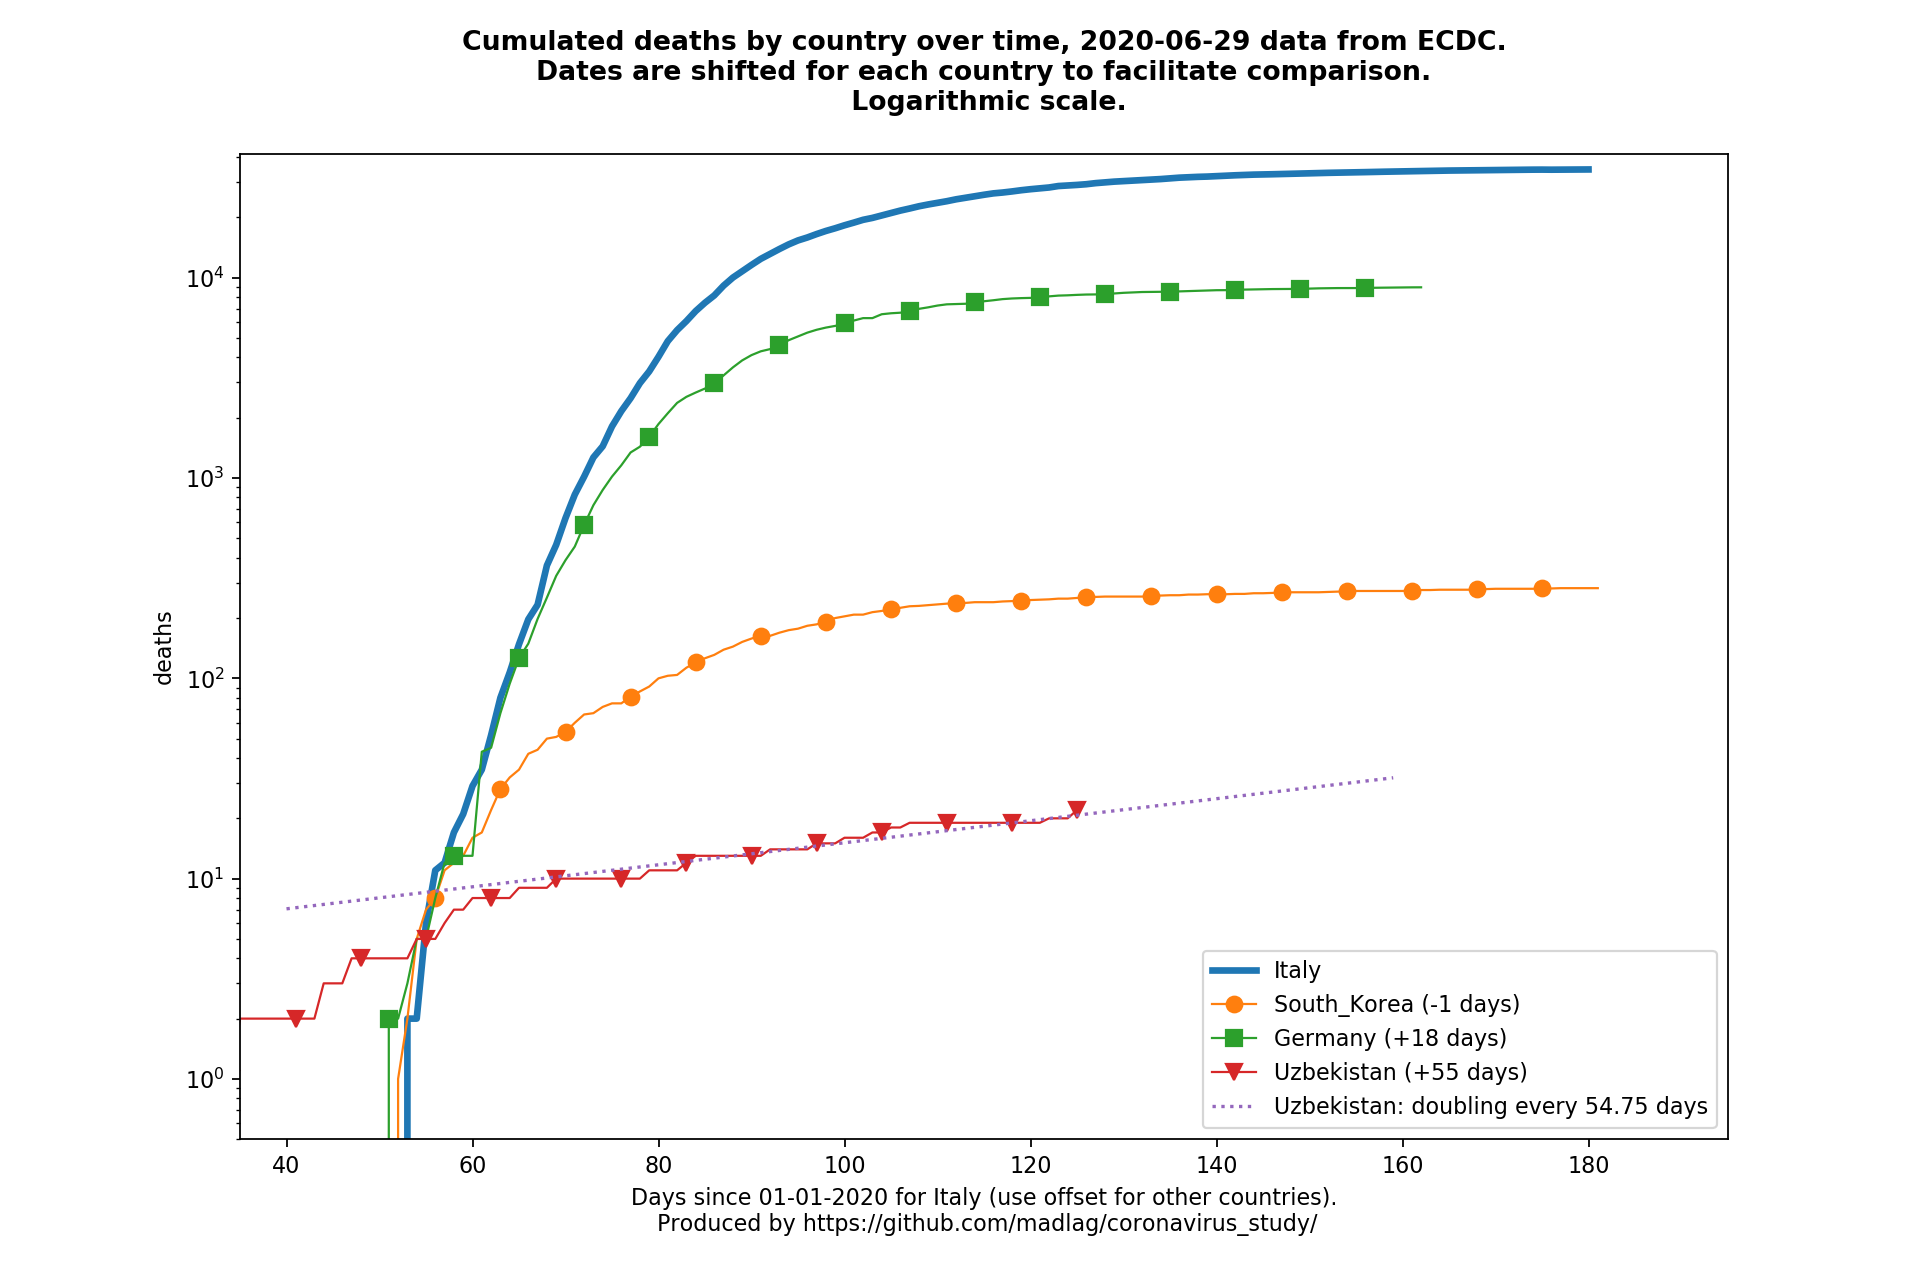 Cumulated deaths by country over time, 2020-06-29 data from ECDC.
Dates are shifted for each country to facilitate comparison.
Logarithmic scale.
10^4
10^3
10^2
10^1
10^0
deaths
Italy
South_Korea (-1 days)
Germany (+18 days)
Uzbekistan (+55 days)
Uzbekistan: doubling every 54.75 days
40 60 80 100 120 140 160 180
Days since 01-01-2020 for Italy (use offset for other countries).
Produced by https://github.com/madlag/coronavirus_study/